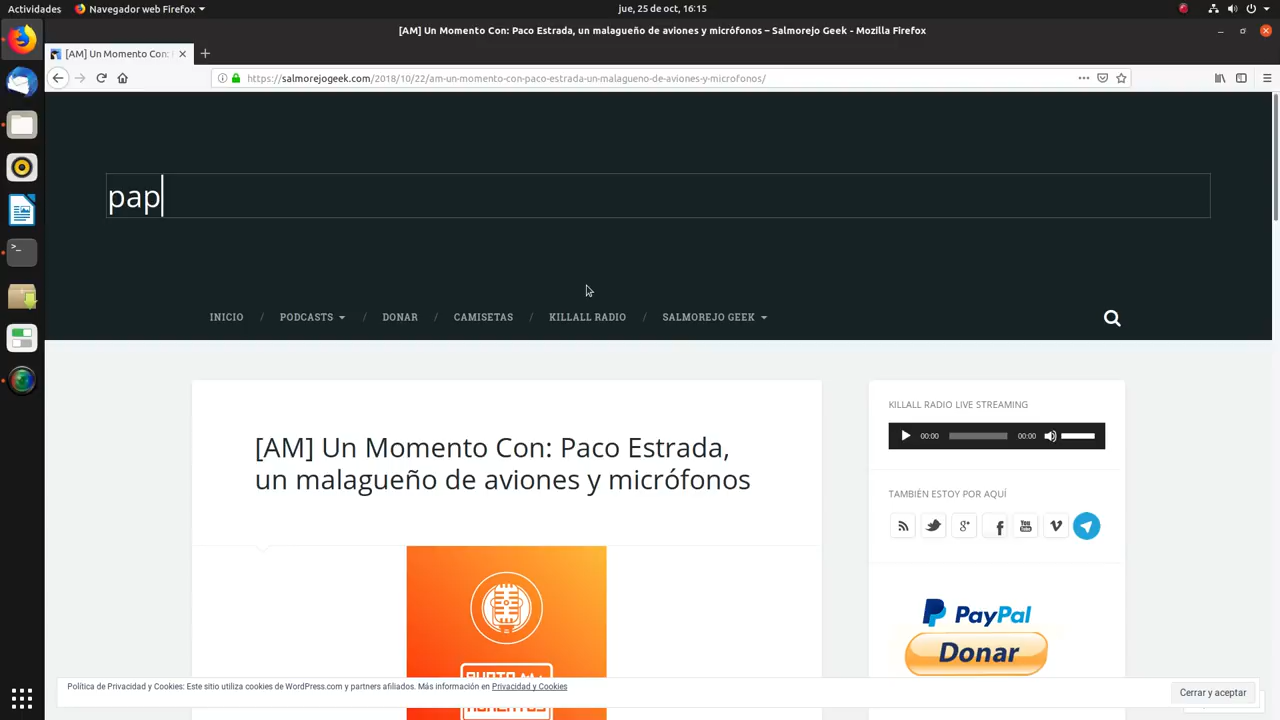 Actividades
Navegador web Firefox
jue, 25 de oct, 16:15
[AM] Un Momento Con: Paco Estrada, un malagueño de aviones y micrófono – Salmorejo Geek - Mozilla Firefox
[AM] Un Momento Con:
https://salmorejogeek.com/2018/10/22/am-un-momento-con-paco-estrada-un-malagueno-de-aviones-y-microfonos/
pap
INICIO / PODCASTS / DONAR / CAMISETAS / KILLALL RADIO / SALMOREJO GEEK
[AM] Un Momento Con: Paco Estrada,
un malagueño de aviones y micrófonos
KILLALL RADIO LIVE STREAMING
00:00 00:00
TAMBIÉN ESTOY POR AQUÍ
You Tube
PayPal
Donar
Política de Privacidad y Cookies: Este sitio utiliza cookies de WordPress.com y partners afiliados. Más información en Privacidad y Cookies
Cerrar y aceptar